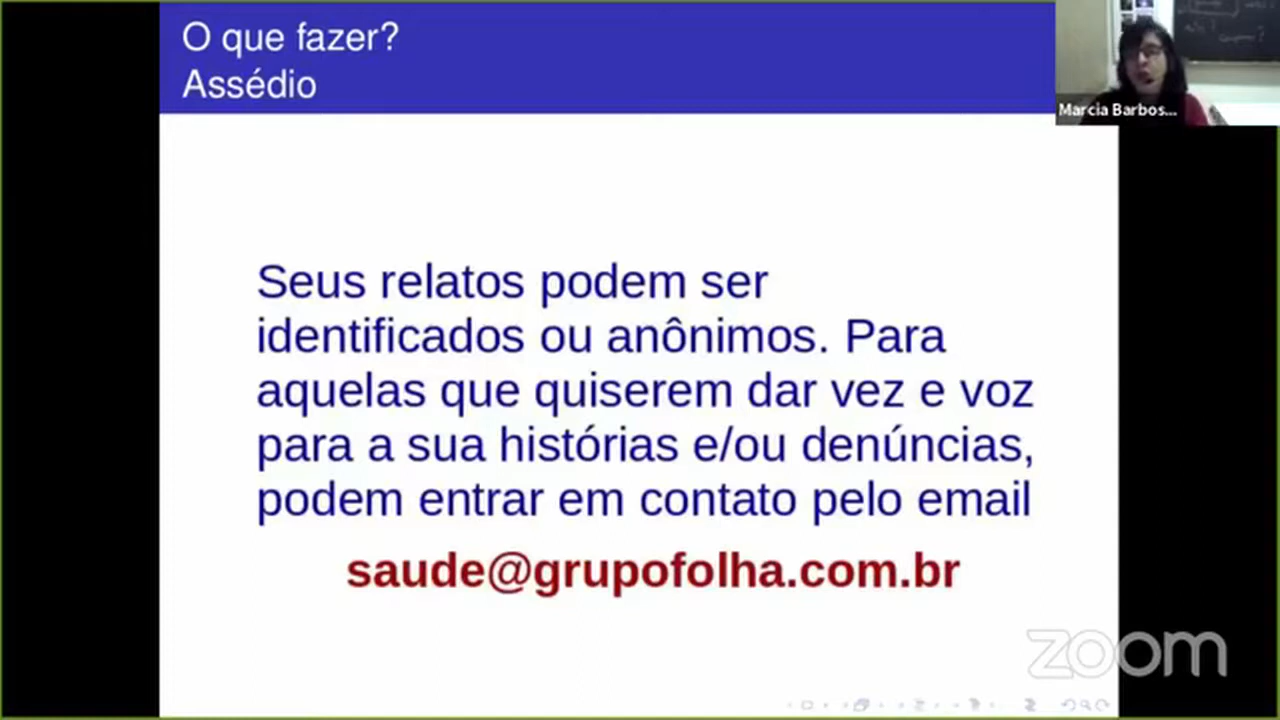 O que fazer?
Assédio
Marcia Barbos...
Seus relatos podem ser
identificados ou anônimos. Para
aquelas que quiserem dar vez e voz
para a sua histórias e/ou denúncias,
podem entrar em contato pelo email
saude@grupofolha.com.br
zoom